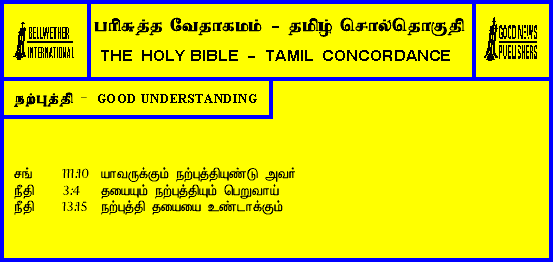 BELLWETHER
INTERNATIONAL
பரிசுத்த வேதாகமம் - தமிழ் சொல்தொகுதி
THE HOLY BIBLE - TAMIL CONCORDANCE
GOOD NEWS
PUBLISHERS
நற்புத்தி - GOOD UNDERSTANDING
சங் 111:10 யாவருக்கும் நற்புத்தியுண்டு அவர்
நீதி 3:4 தயையும் நற்புத்தியும் பெறுவாய்
நீதி 13:15 நற்புத்தி தயையை உண்டாக்கும்